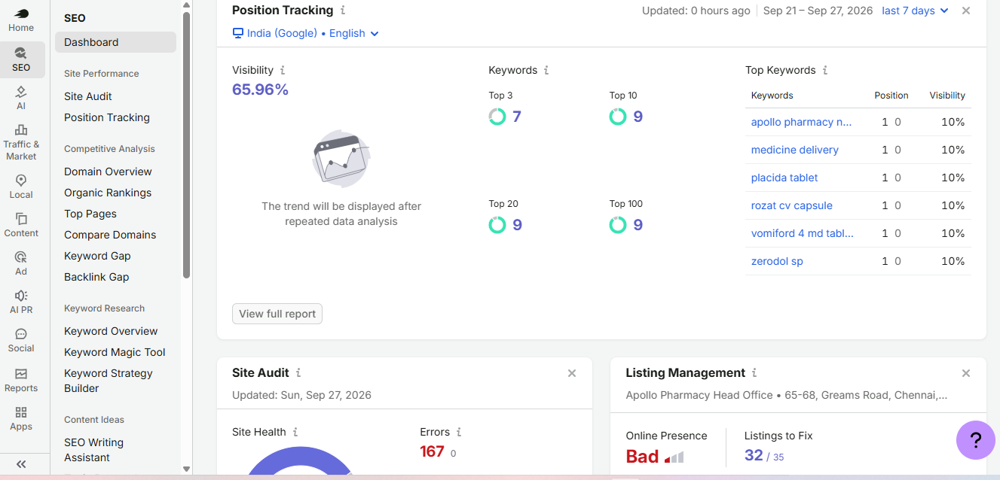 Home
SEO
AI
Traffic &
Market
Local
Content
Ad
AI PR
Social
Reports
Apps
SEO
Dashboard
Site Performance
Site Audit
Position Tracking
Competitive Analysis
Domain Overview
Organic Rankings
Top Pages
Compare Domains
Keyword Gap
Backlink Gap
Keyword Research
Keyword Overview
Keyword Magic Tool
Keyword Strategy
Builder
Content Ideas
SEO Writing
Assistant
Position Tracking i
Updated: 0 hours ago Sep 21 – Sep 27, 2026 last 7 days
India (Google) • English
Visibility i
65.96%
The trend will be displayed after
repeated data analysis
Keywords i
Top 3 Top 10
7 9
Top 20 Top 100
9 9
Top Keywords i
Keywords Position Visibility
apollo pharmacy n... 1 0 10%
medicine delivery 1 0 10%
placida tablet 1 0 10%
rozat cv capsule 1 0 10%
vomiford 4 md tabl... 1 0 10%
zerodol sp 1 0 10%
View full report
Site Audit i
Updated: Sun, Sep 27, 2026
Site Health i
Errors i
167 0
Listing Management i
Apollo Pharmacy Head Office • 65-68, Greams Road, Chennai,...
Online Presence
Bad
Listings to Fix
32 / 35
?